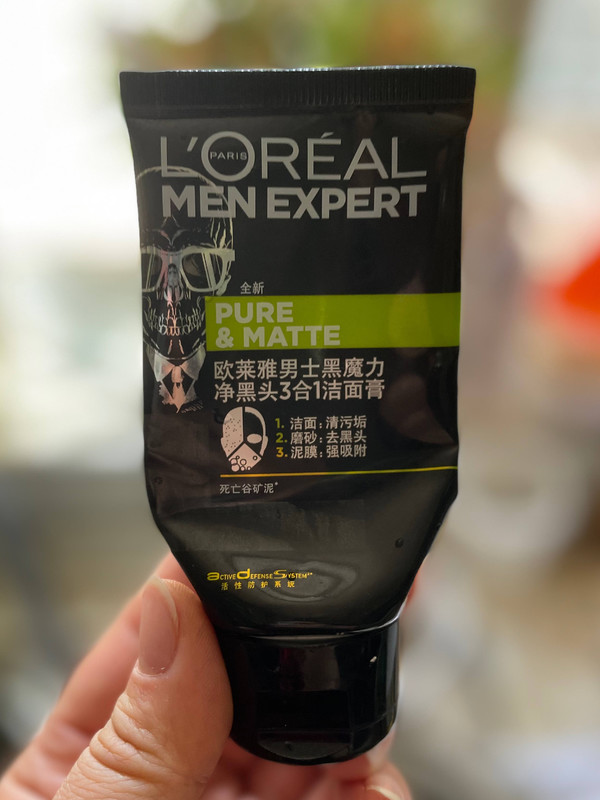 L'ORÉAL
PARIS
MEN EXPERT
全新
PURE
& MATTE
欧莱雅男士黑魔力
净黑头3合1洁面膏
1. 洁面:清污垢
2. 磨砂:去黑头
3. 泥膜:强吸附
死亡谷矿泥*
ACTIVE DEFENSE SYSTEM™
活性防护系统